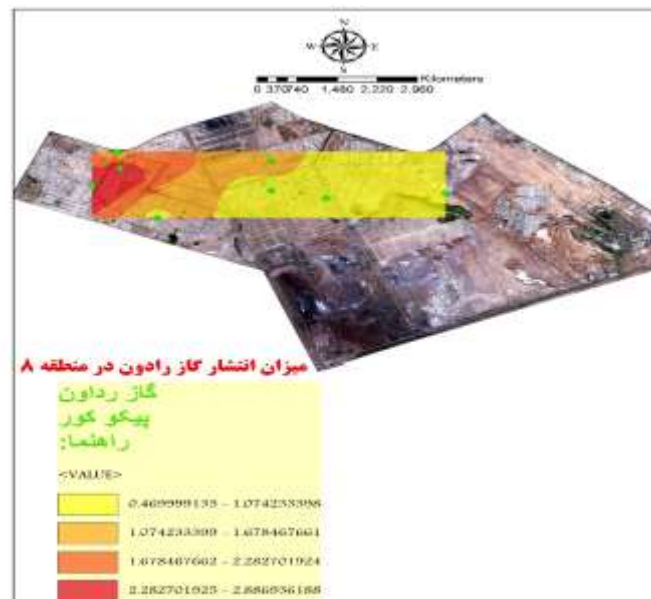 N
W E
S
Kilometers
0 370740 1,480 2,220 2,960
میزان انتشار گاز رادون در منطقه ۸
گاز رداون
پیکو کور
راهنما:
<VALUE>
0.469999135 - 1.074233398
1.074233399 - 1.678467661
1.678467662 - 2.282701924
2.282701925 - 2.886936188